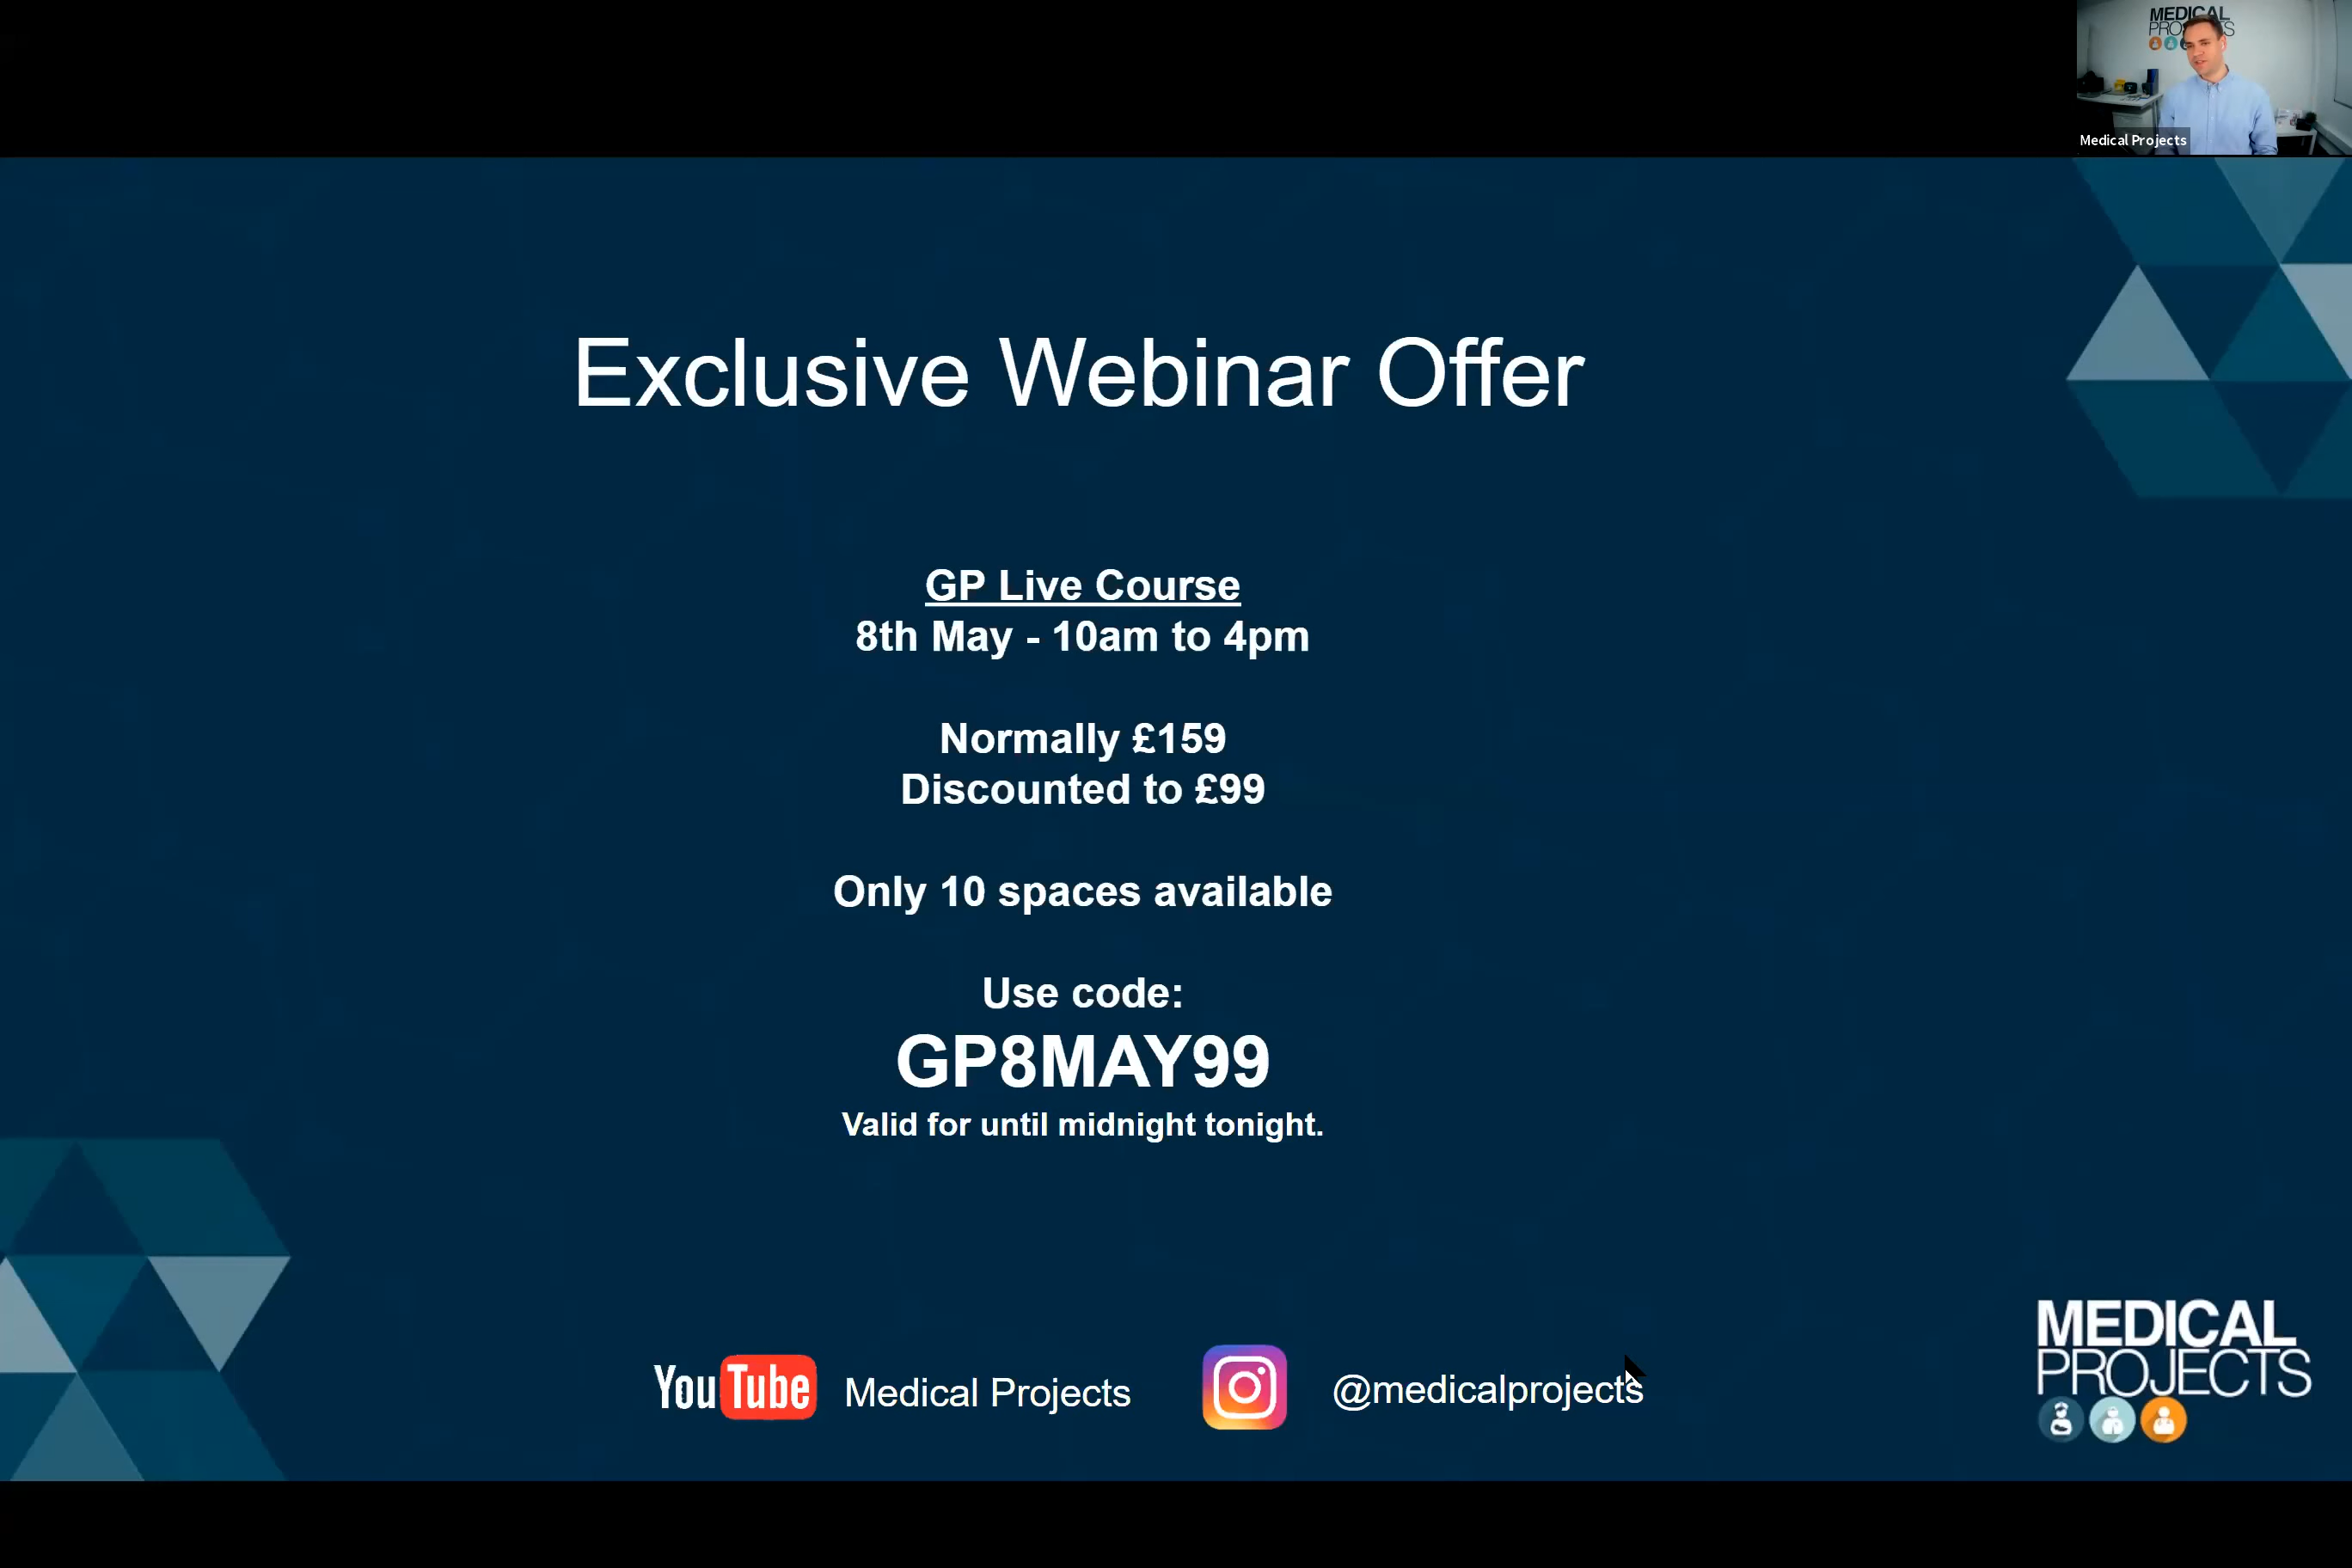 MEDICAL
Medical Projects
Exclusive Webinar Offer
GP Live Course
8th May - 10am to 4pm
Normally £159
Discounted to £99
Only 10 spaces available
Use code:
GP8MAY99
Valid for until midnight tonight.
YouTube Medical Projects @medicalprojects
MEDICAL
PROJECTS